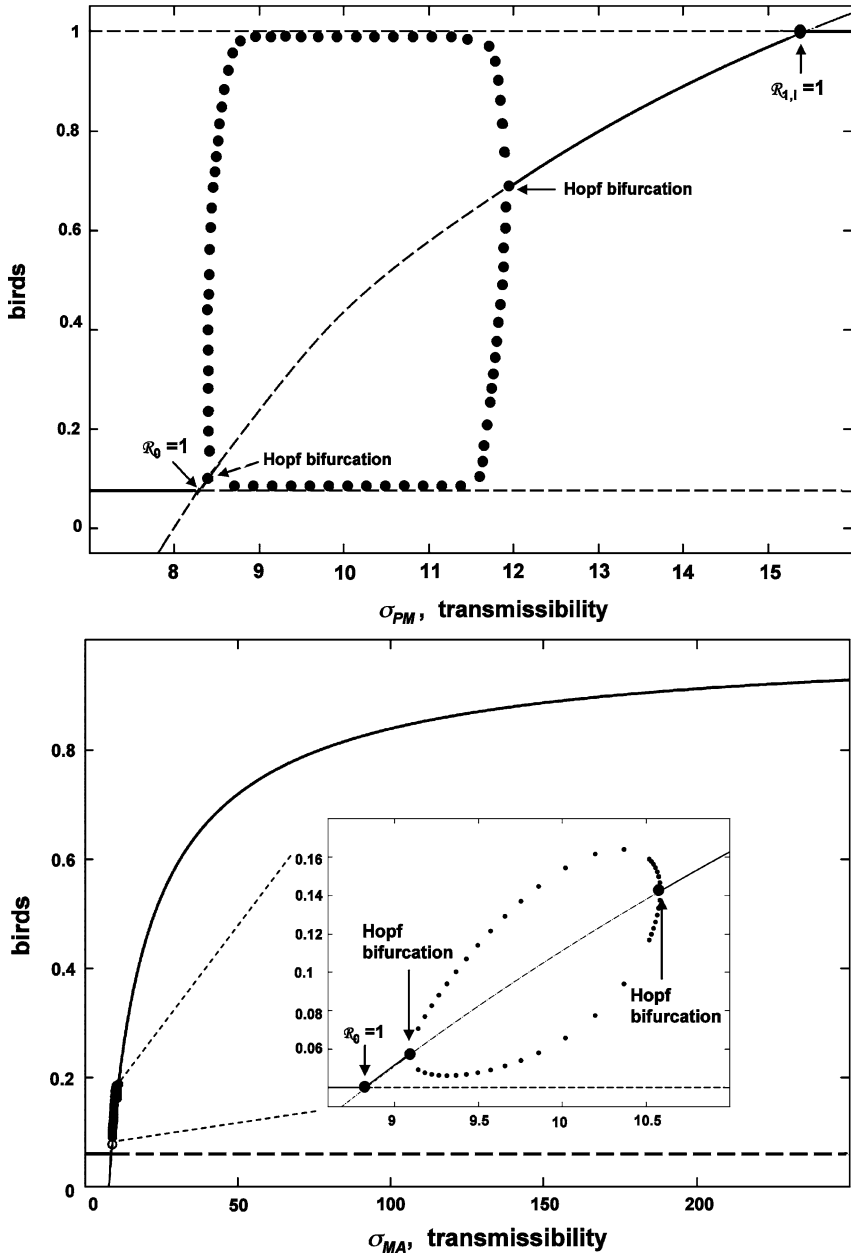 1
ℛ1,I =1
0.8
Hopf bifurcation
0.6
birds
0.4
0.2
ℛ0 =1
Hopf bifurcation
0
8 9 10 11 12 13 14 15
σPM, transmissibility
0.8
0.6
birds
0.4
0.2
0
0.16
0.14
0.12
0.1
0.08
0.06
Hopf
bifurcation
Hopf
bifurcation
ℛ0 =1
9 9.5 10 10.5
0 50 100 150 200
σMA, transmissibility